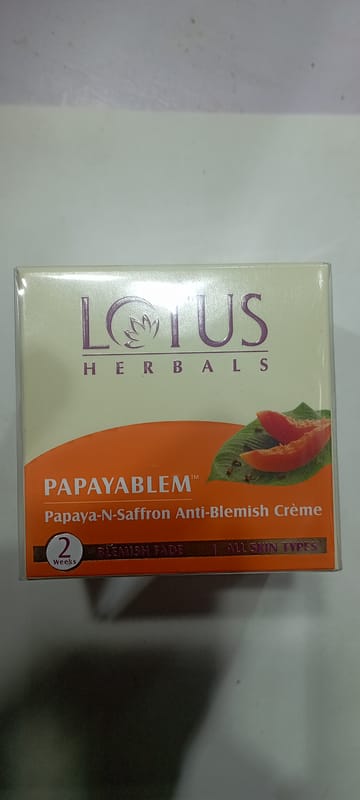 LOTUS
HERBALS
PAPAYABLEM™
Papaya-N-Saffron Anti-Blemish Crème
2 Weeks BLEMISH FADE | ALL SKIN TYPES